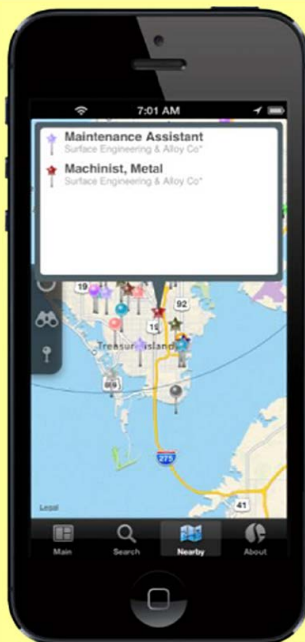 7:01 AM
Maintenance Assistant
Surface Engineering & Alloy Co*
Machinist, Metal
Surface Engineering & Alloy Co*
19
92
19
Treasure Island
275
41
Legal
Main
Search
Nearby
About